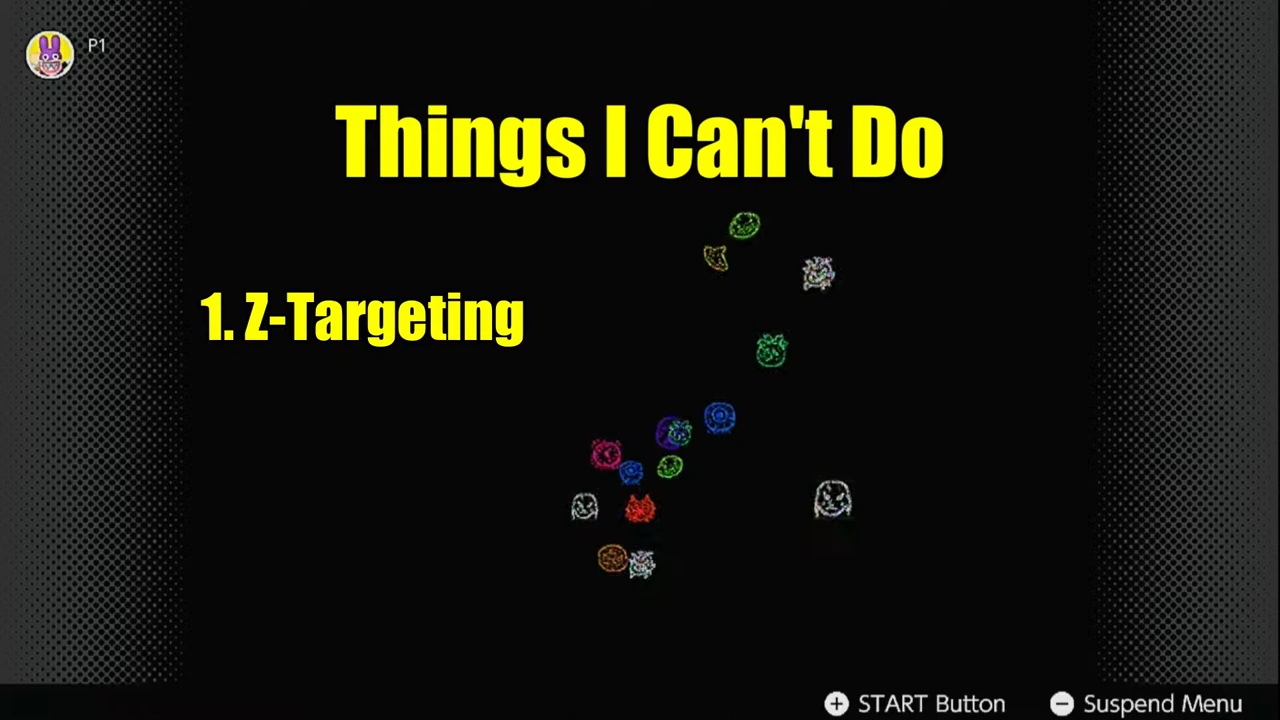 P1
Things I Can't Do
1. Z-Targeting
START Button
Suspend Menu